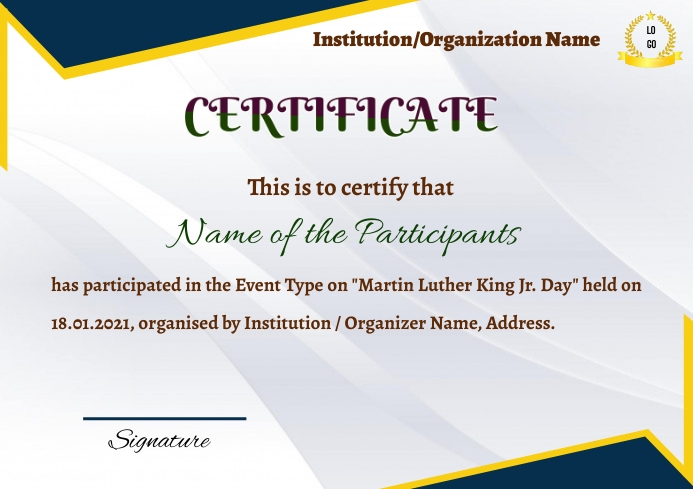 Institution/Organization Name
LO
GO
CERTIFICATE
This is to certify that
Name of the Participants
has participated in the Event Type on "Martin Luther King Jr. Day" held on
18.01.2021, organised by Institution / Organizer Name, Address.
Signature